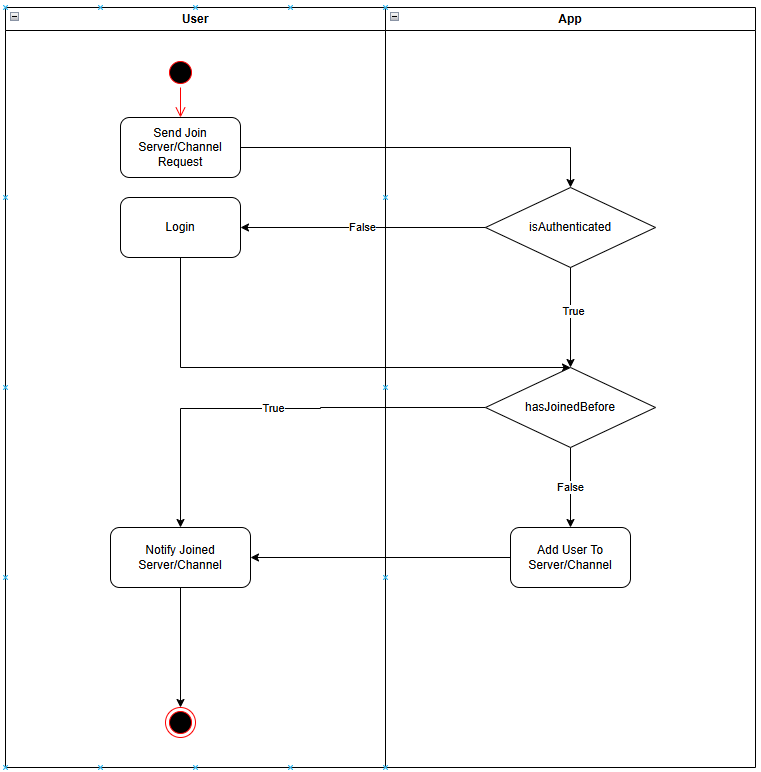 User
App
Send Join
Server/Channel
Request
Login
False
isAuthenticated
True
hasJoinedBefore
True
False
Notify Joined
Server/Channel
Add User To
Server/Channel